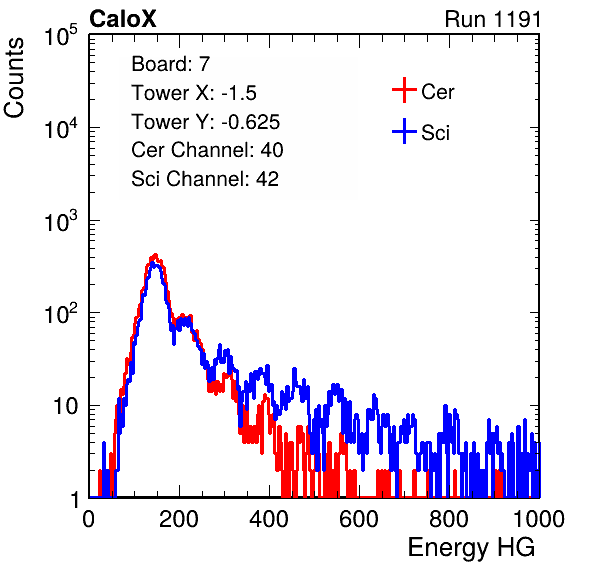 CaloX Run 1191
Counts
10^5
10^4
10^3
10^2
10
1
Board: 7
Tower X: -1.5
Tower Y: -0.625
Cer Channel: 40
Sci Channel: 42
Cer
Sci
0 200 400 600 800 1000
Energy HG